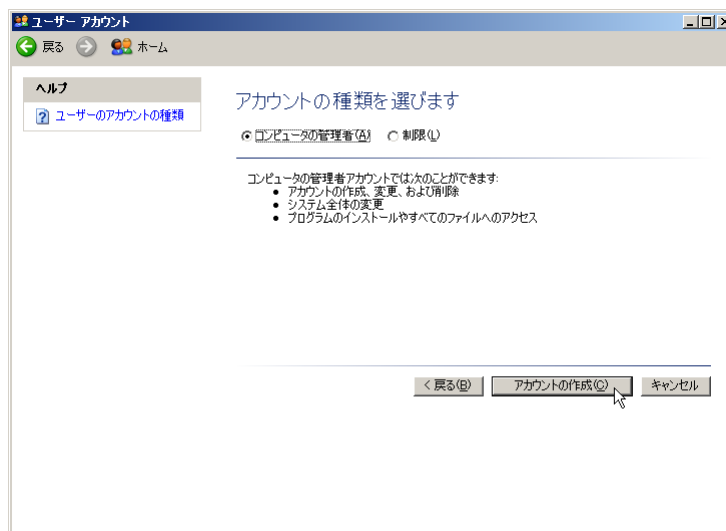 ユーザー アカウント
戻る ホーム
ヘルプ
ユーザーのアカウントの種類
アカウントの種類を選びます
コンピュータの管理者(A) 制限(L)
コンピュータの管理者アカウントでは次のことができます:
● アカウントの作成、変更、および削除
● システム全体の変更
● プログラムのインストールやすべてのファイルへのアクセス
< 戻る(B) アカウントの作成(C) キャンセル